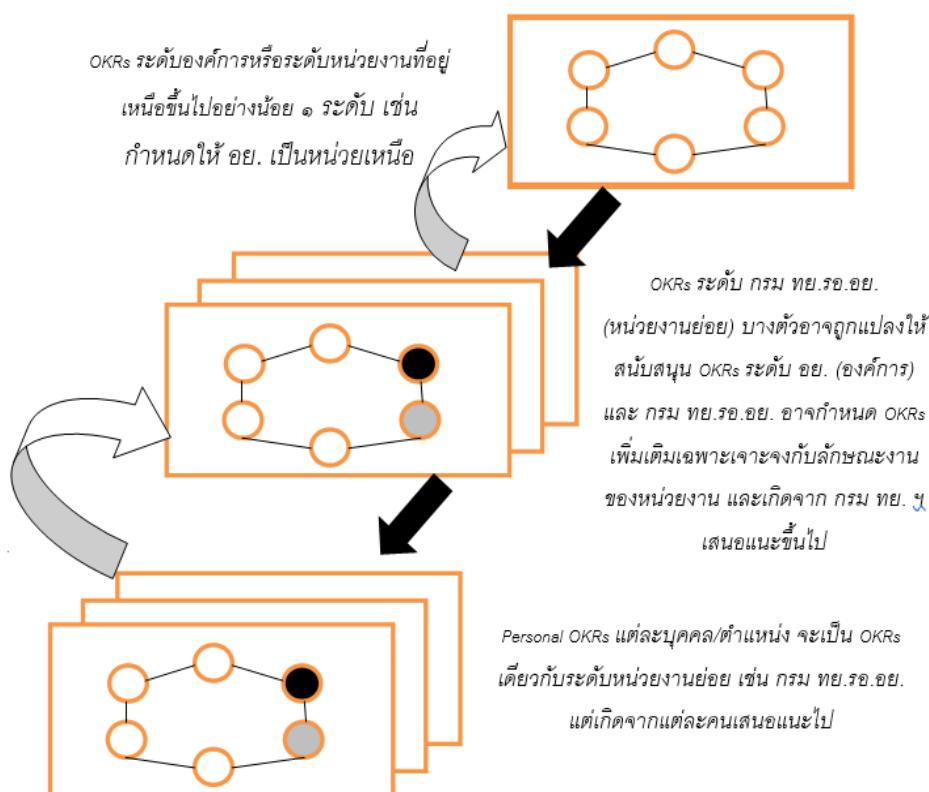 OKRs ระดับองค์การหรือระดับหน่วยงานที่อยู่
เหนือขึ้นไปอย่างน้อย ๑ ระดับ เช่น
กำหนดให้ อย. เป็นหน่วยเหนือ
OKRs ระดับ กรม ทย.รอ.อย.
(หน่วยงานย่อย) บางตัวอาจถูกแปลงให้
สนับสนุน OKRs ระดับ อย. (องค์การ)
และ กรม ทย.รอ.อย. อาจกำหนด OKRs
เพิ่มเติมเฉพาะเจาะจงกับลักษณะงาน
ของหน่วยงาน และเกิดจาก กรม ทย. ฯ
เสนอแนะขึ้นไป
Personal OKRs แต่ละบุคคล/ตำแหน่ง จะเป็น OKRs
เดียวกับระดับหน่วยงานย่อย เช่น กรม ทย.รอ.อย.
แต่เกิดจากแต่ละคนเสนอแนะไป